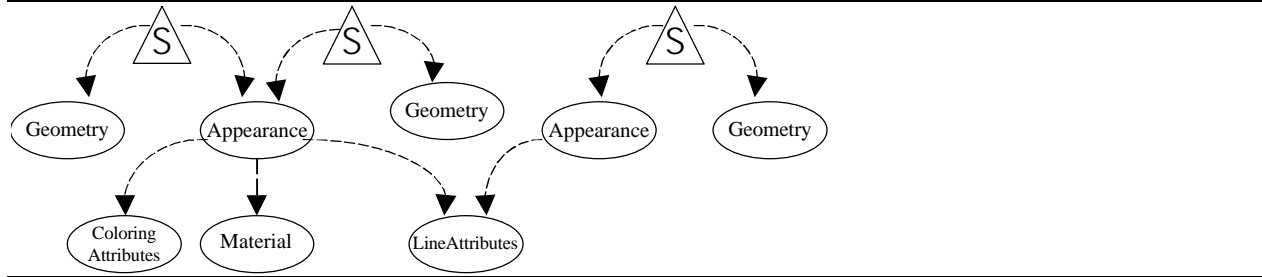 S
S
S
Geometry
Appearance
Geometry
Appearance
Geometry
Coloring
Attributes
Material
LineAttributes